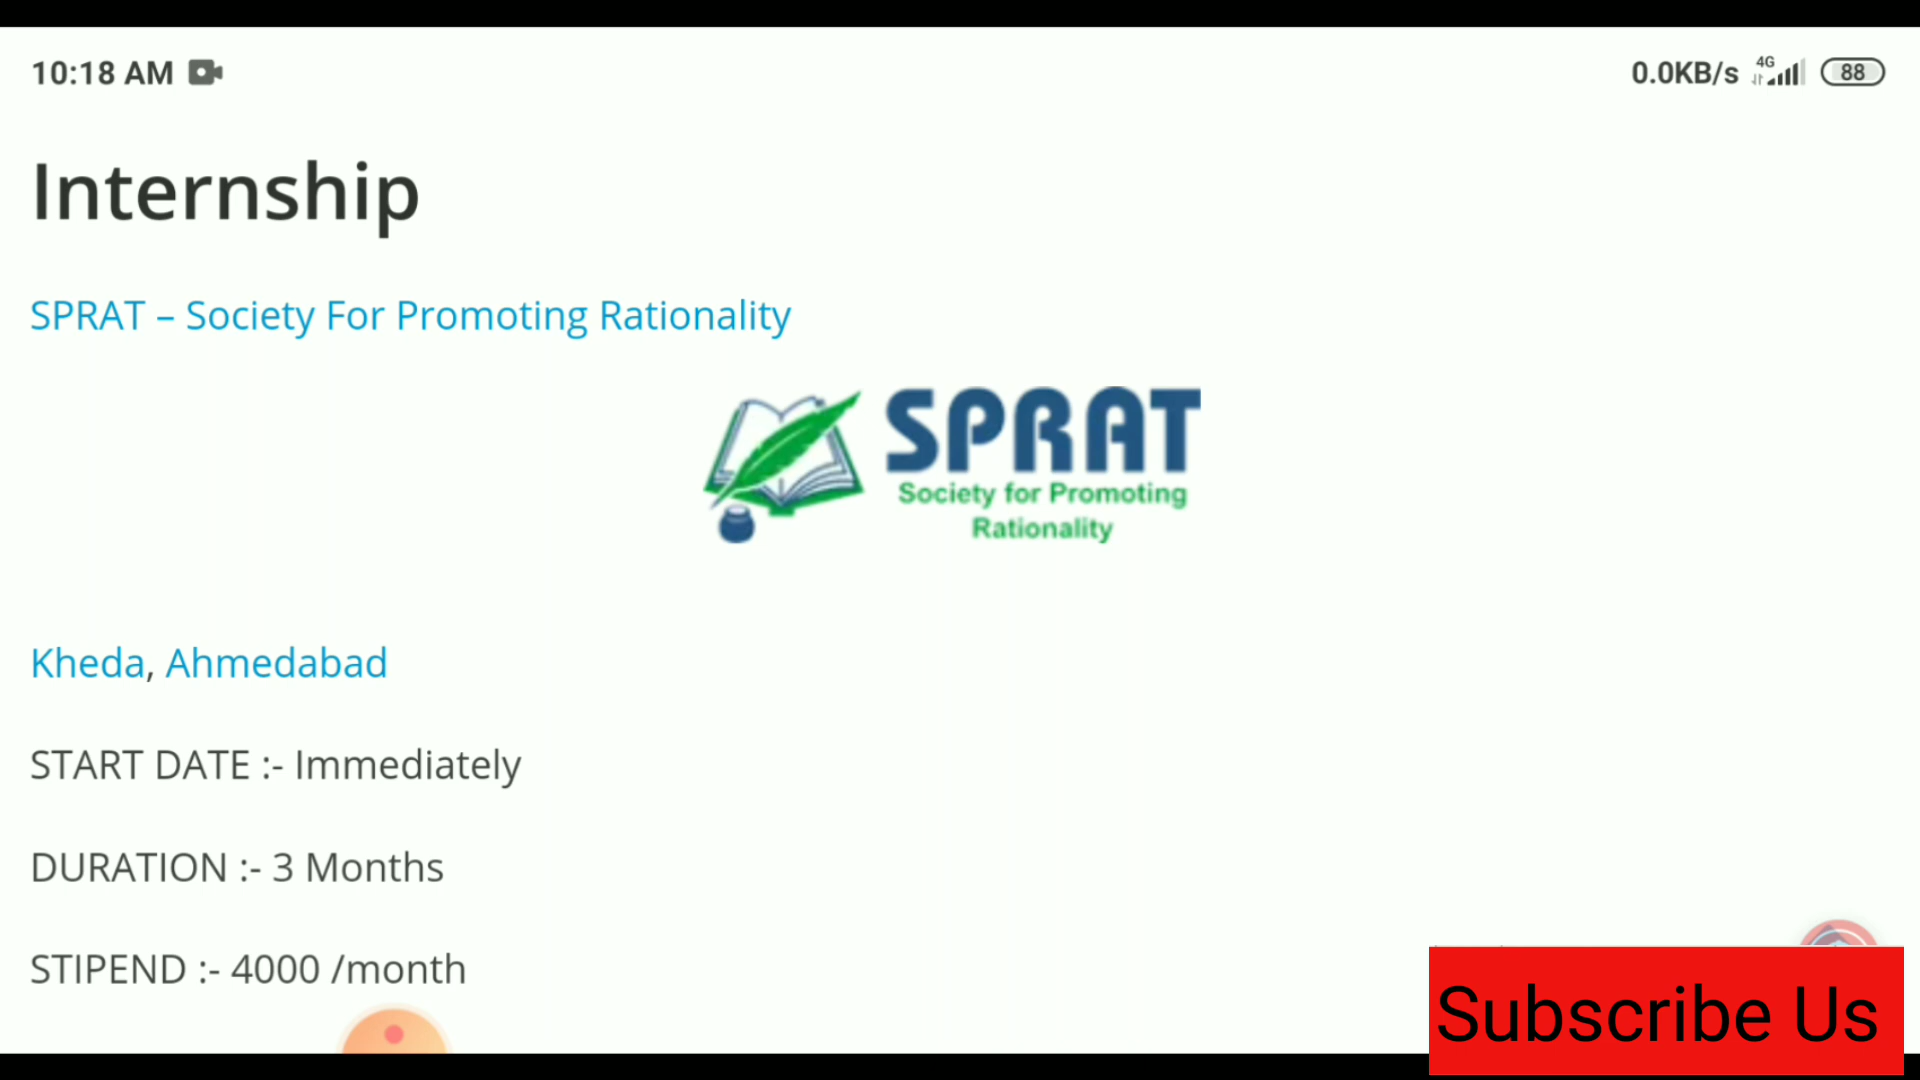 10:18 AM
0.0KB/s 4G 88
Internship
SPRAT – Society For Promoting Rationality
SPRAT
Society for Promoting
Rationality
Kheda, Ahmedabad
START DATE :- Immediately
DURATION :- 3 Months
STIPEND :- 4000 /month
Subscribe Us